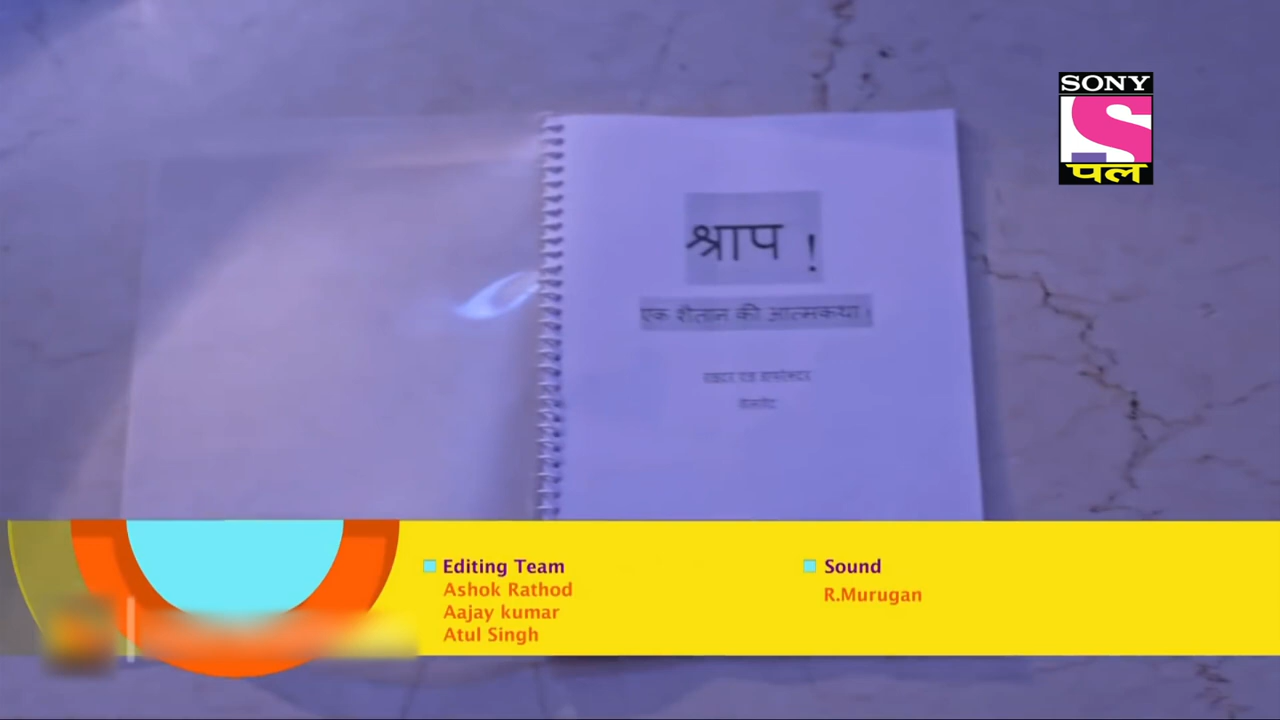 SONY
S
पल
श्राप !
एक शैतान की आत्मकथा।
Editing Team
Ashok Rathod
Aajay kumar
Atul Singh
Sound
R.Murugan